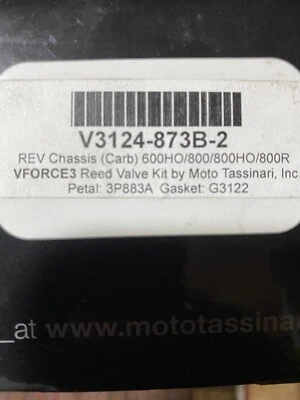 V3124-873B-2
REV Chassis (Carb) 600HO/800/800HO/800R
VFORCE3 Reed Valve Kit by Moto Tassinari, Inc.
Petal: 3P883A Gasket: G3122
at www.mototassinari